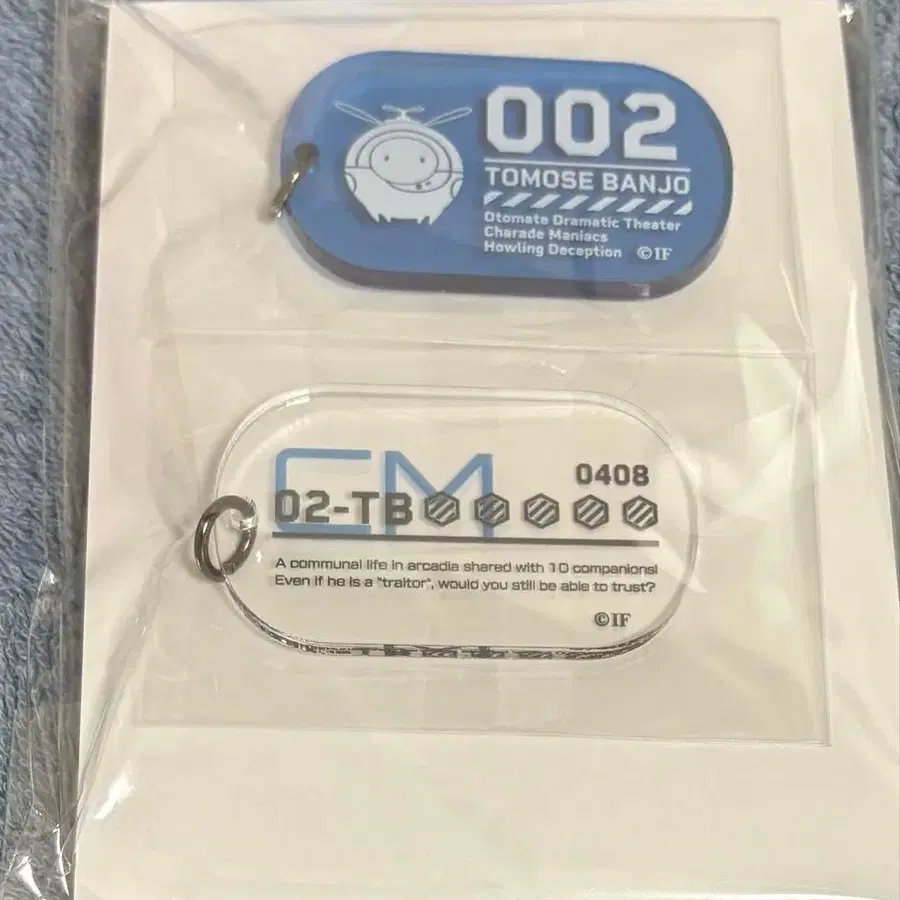 002
TOMOSE BANJO
Otomate Dramatic Theater
Charade Maniacs
Howling Deception ©IF
CM
0408
02-TB
A communal life in arcadia shared with 10 companions!
Even if he is a "traitor", would you still be able to trust?
©IF